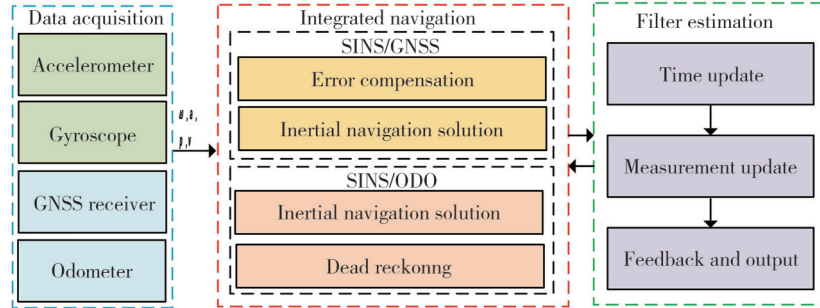 Data acquisition
Accelerometer
Gyroscope
GNSS receiver
Odometer
Integrated navigation
SINS/GNSS
Error compensation
Inertial navigation solution
SINS/ODO
Inertial navigation solution
Dead reckonng
Filter estimation
Time update
Measurement update
Feedback and output